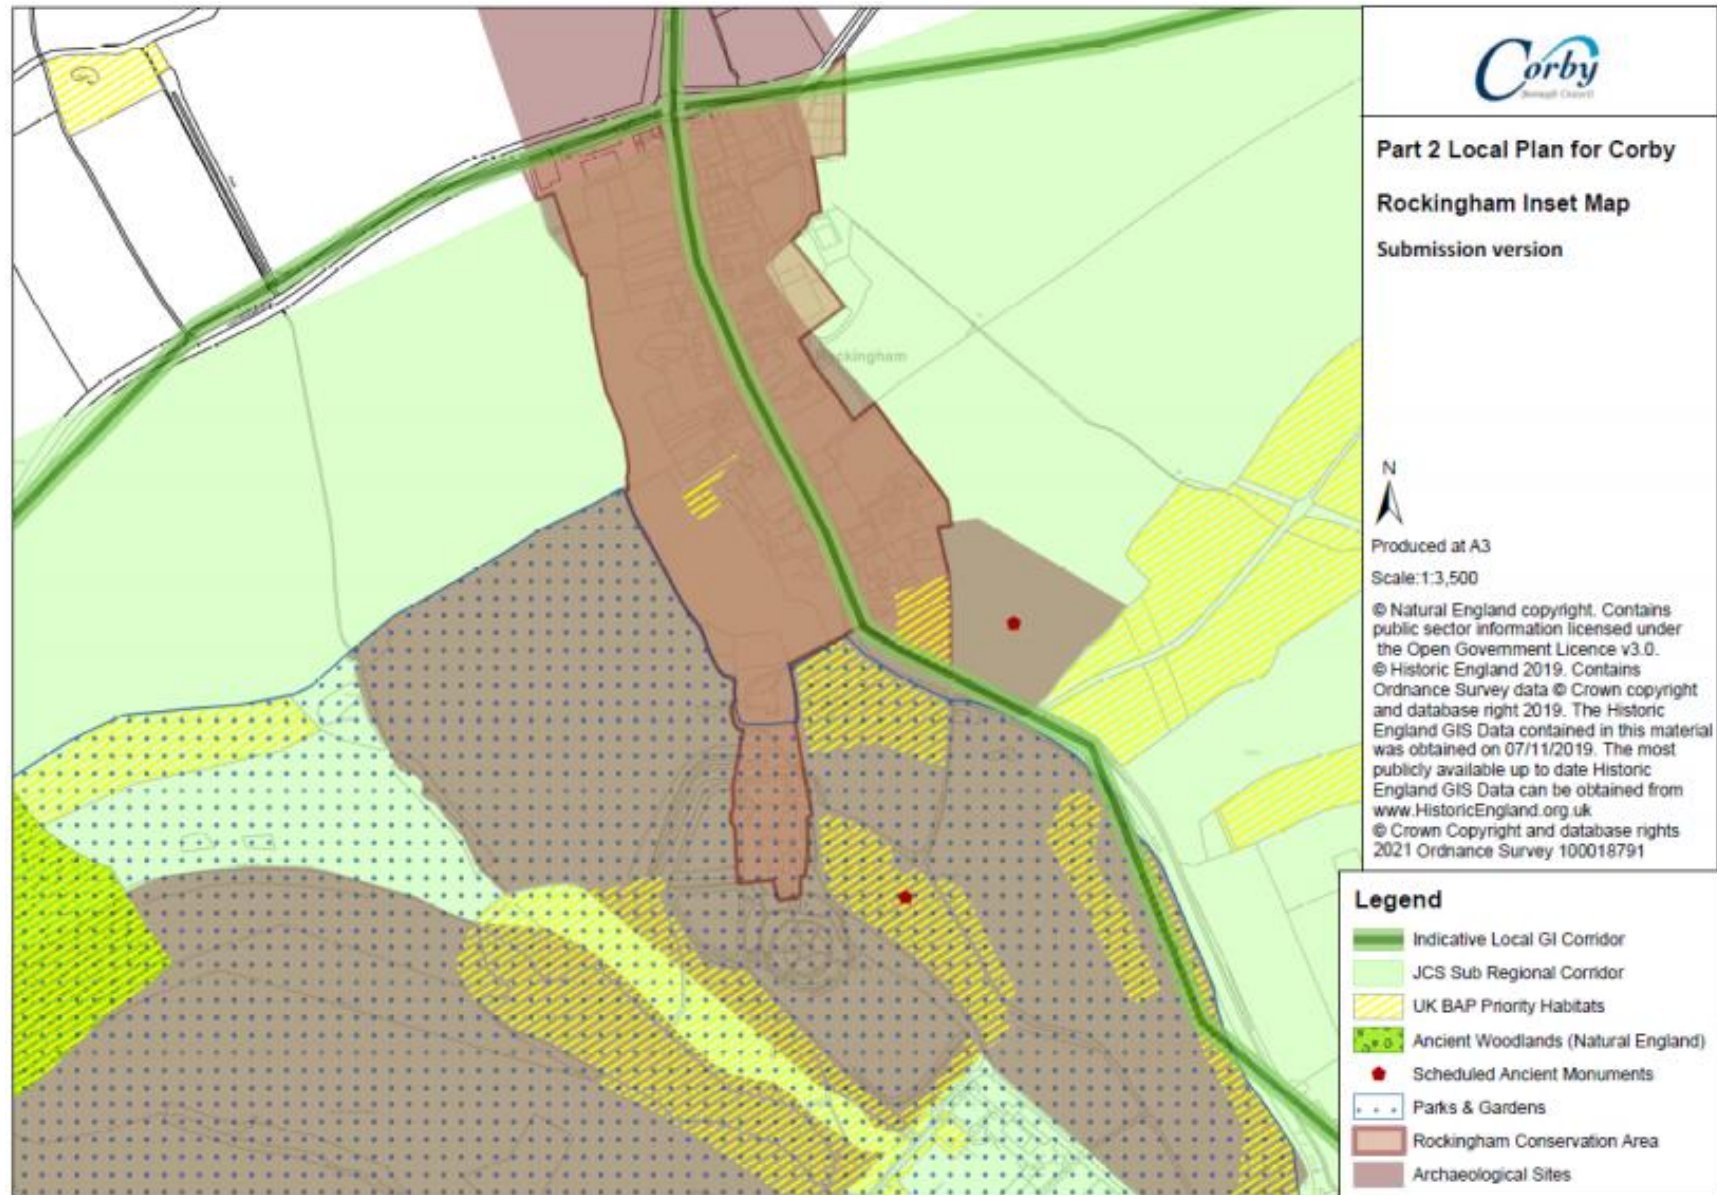 Corby
Borough Council
Part 2 Local Plan for Corby
Rockingham Inset Map
Submission version
N
Produced at A3
Scale:1:3,500
© Natural England copyright. Contains
public sector information licensed under
the Open Government Licence v3.0.
© Historic England 2019. Contains
Ordnance Survey data © Crown copyright
and database right 2019. The Historic
England GIS Data contained in this material
was obtained on 07/11/2019. The most
publicly available up to date Historic
England GIS Data can be obtained from
www.HistoricEngland.org.uk
© Crown Copyright and database rights
2021 Ordnance Survey 100018791
Rockingham
Legend
Indicative Local GI Corridor
JCS Sub Regional Corridor
UK BAP Priority Habitats
Ancient Woodlands (Natural England)
Scheduled Ancient Monuments
Parks & Gardens
Rockingham Conservation Area
Archaeological Sites